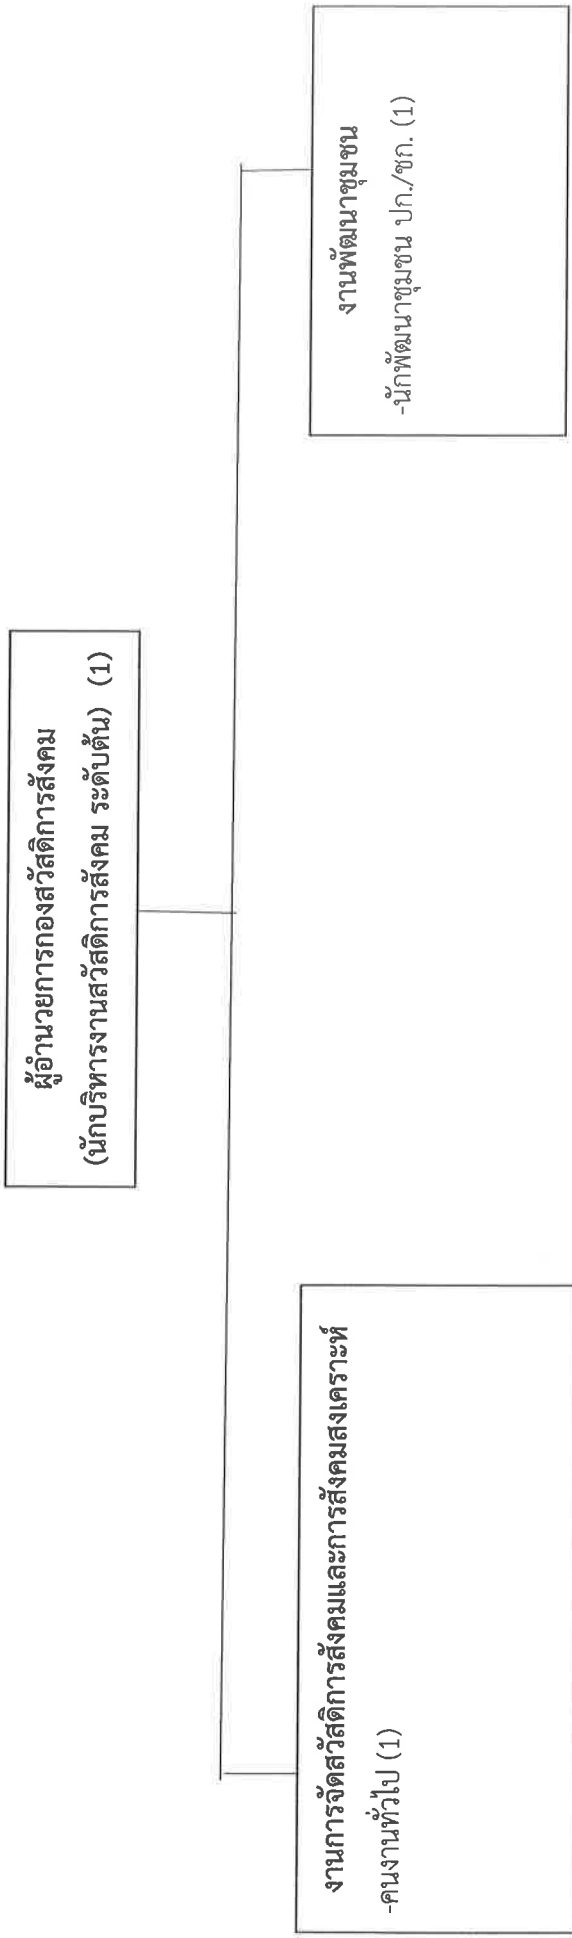 ผู้อำนวยการกองสวัสดิการสังคม
(นักบริหารงานสวัสดิการสังคม ระดับต้น) (1)
งานการจัดสวัสดิการสังคมและการสังคมสงเคราะห์
-คนงานทั่วไป (1)
งานพัฒนาชุมชน
-นักพัฒนาชุมชน ปก./ชก. (1)